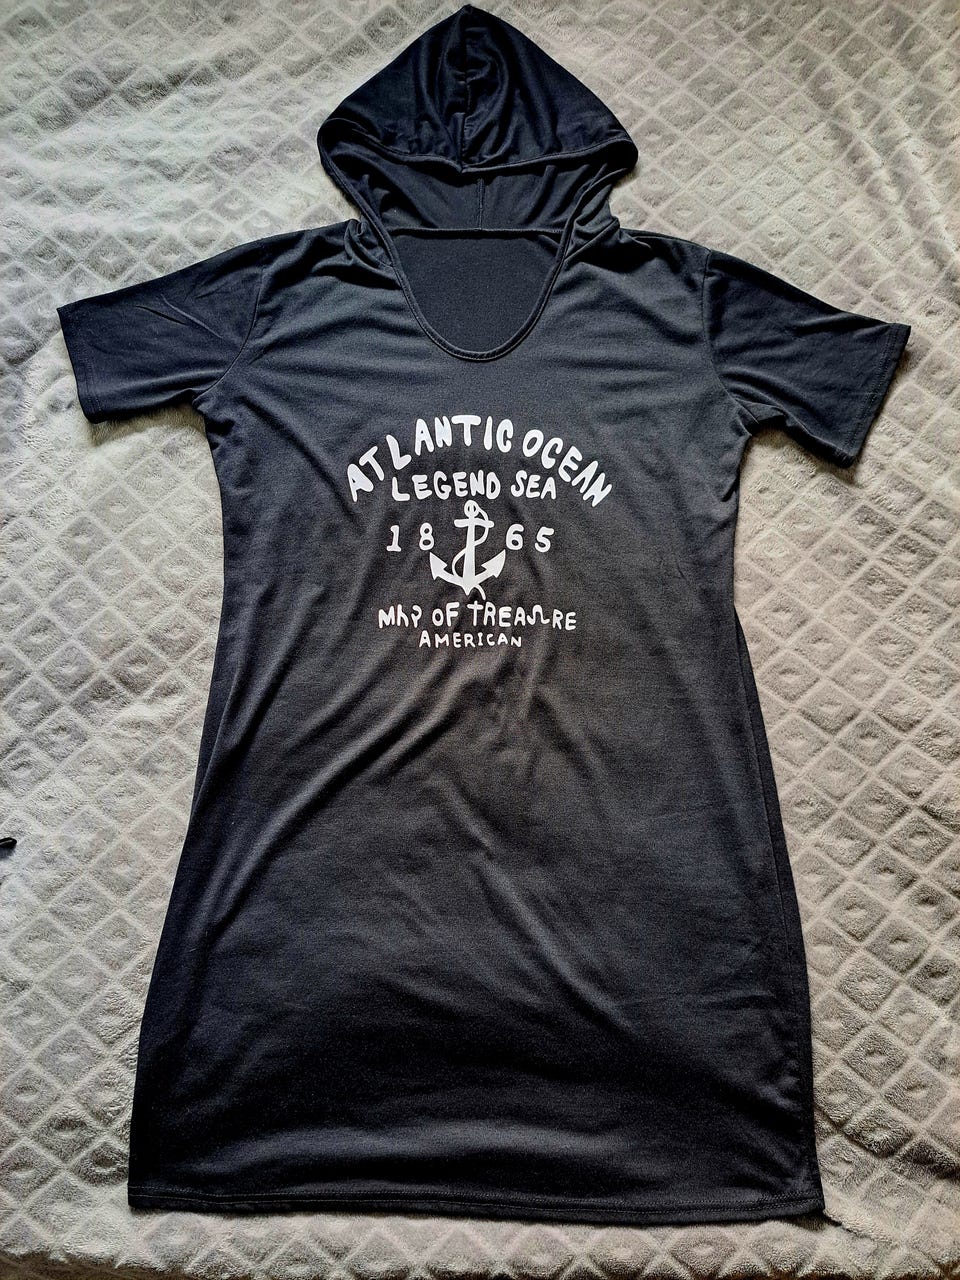 ATLANTIC OCEAN
LEGEND SEA
18 65
MAP OF TREASURE
AMERICAN